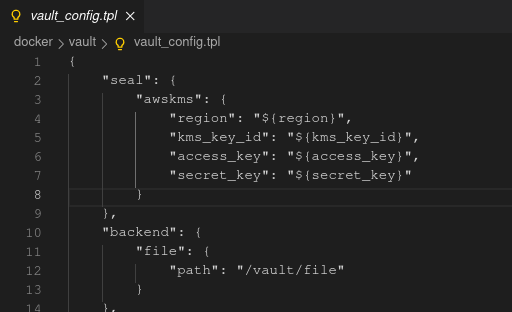 vault_config.tpl
docker > vault > vault_config.tpl
1 {
2 "seal": {
3 "awskms": {
4 "region": "${region}",
5 "kms_key_id": "${kms_key_id}",
6 "access_key": "${access_key}",
7 "secret_key": "${secret_key}"
8 }
9 },
10 "backend": {
11 "file": {
12 "path": "/vault/file"
13 }
14 },